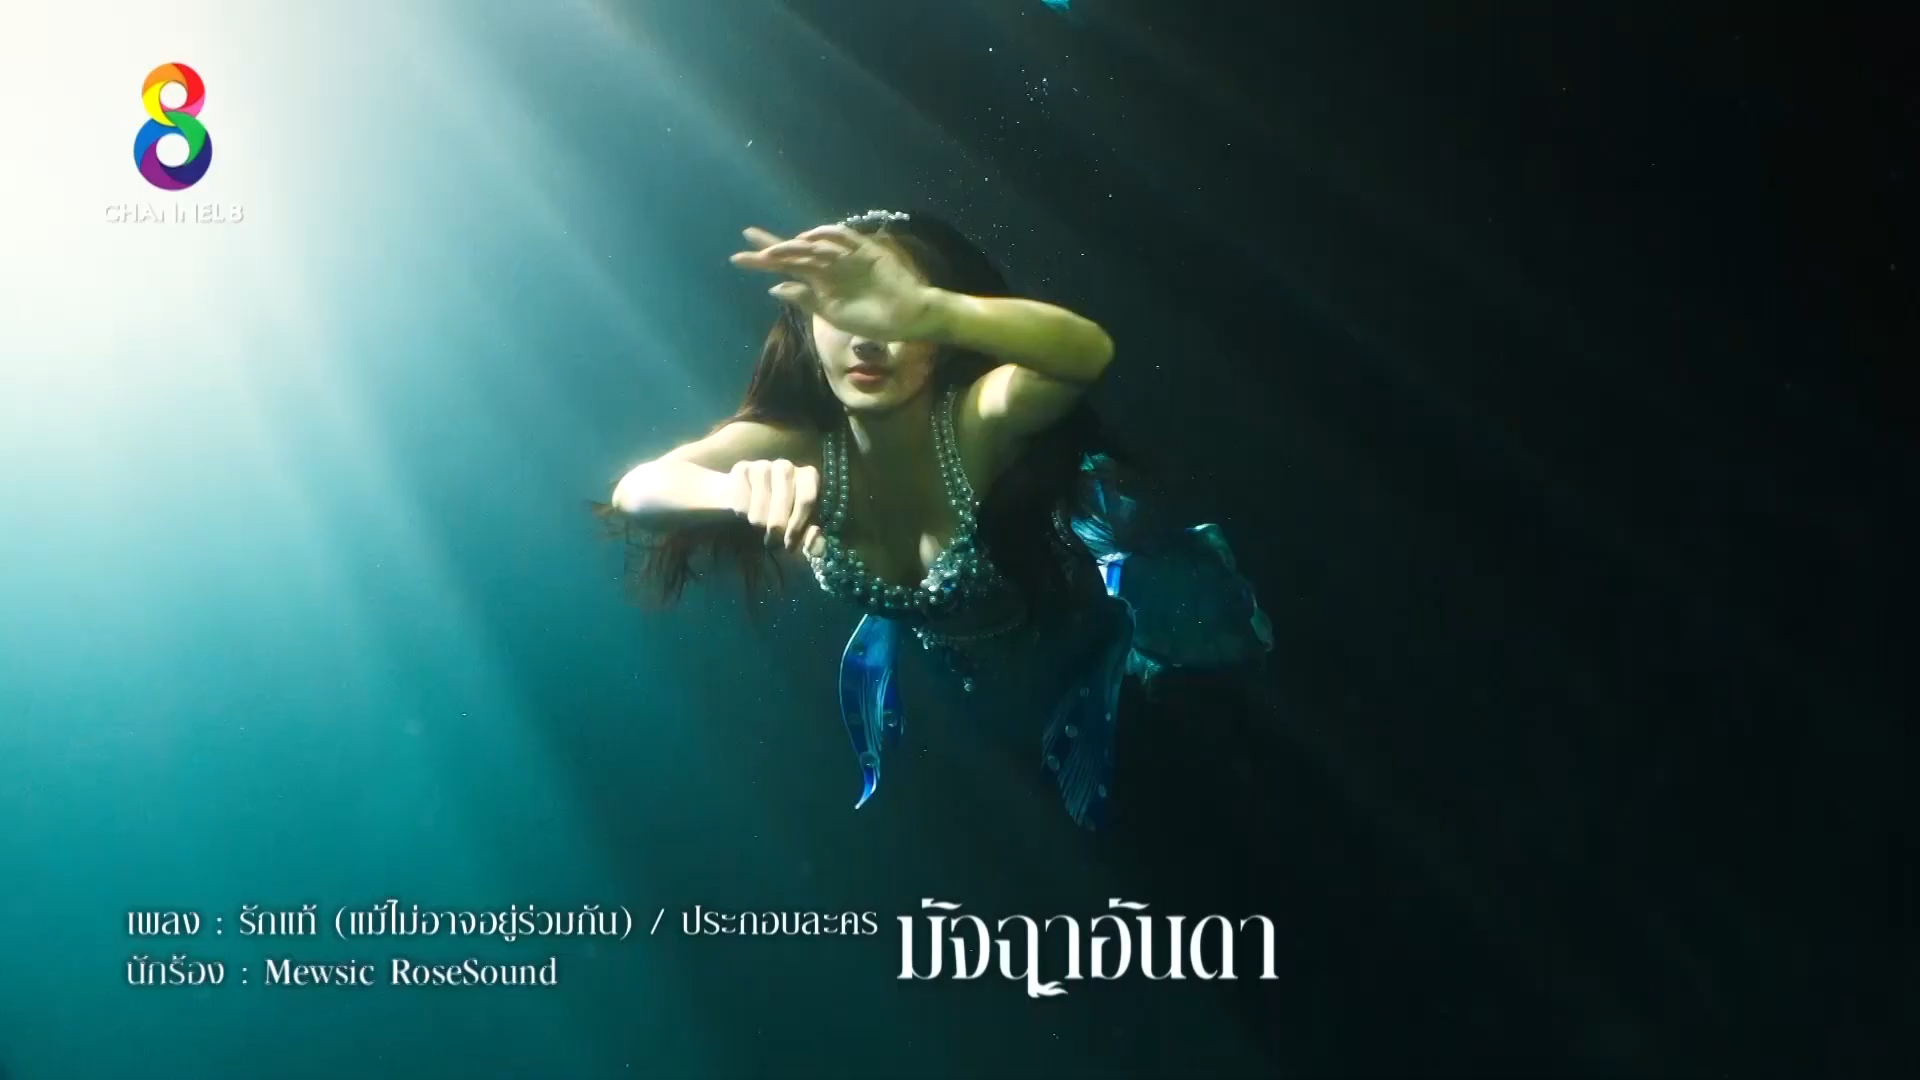 CHANNEL 8
เพลง : รักแท้ (แม้ไม่อาจอยู่ร่วมกัน) / ประกอบละคร มัจฉาอันดา
นักร้อง : Mewsic RoseSound